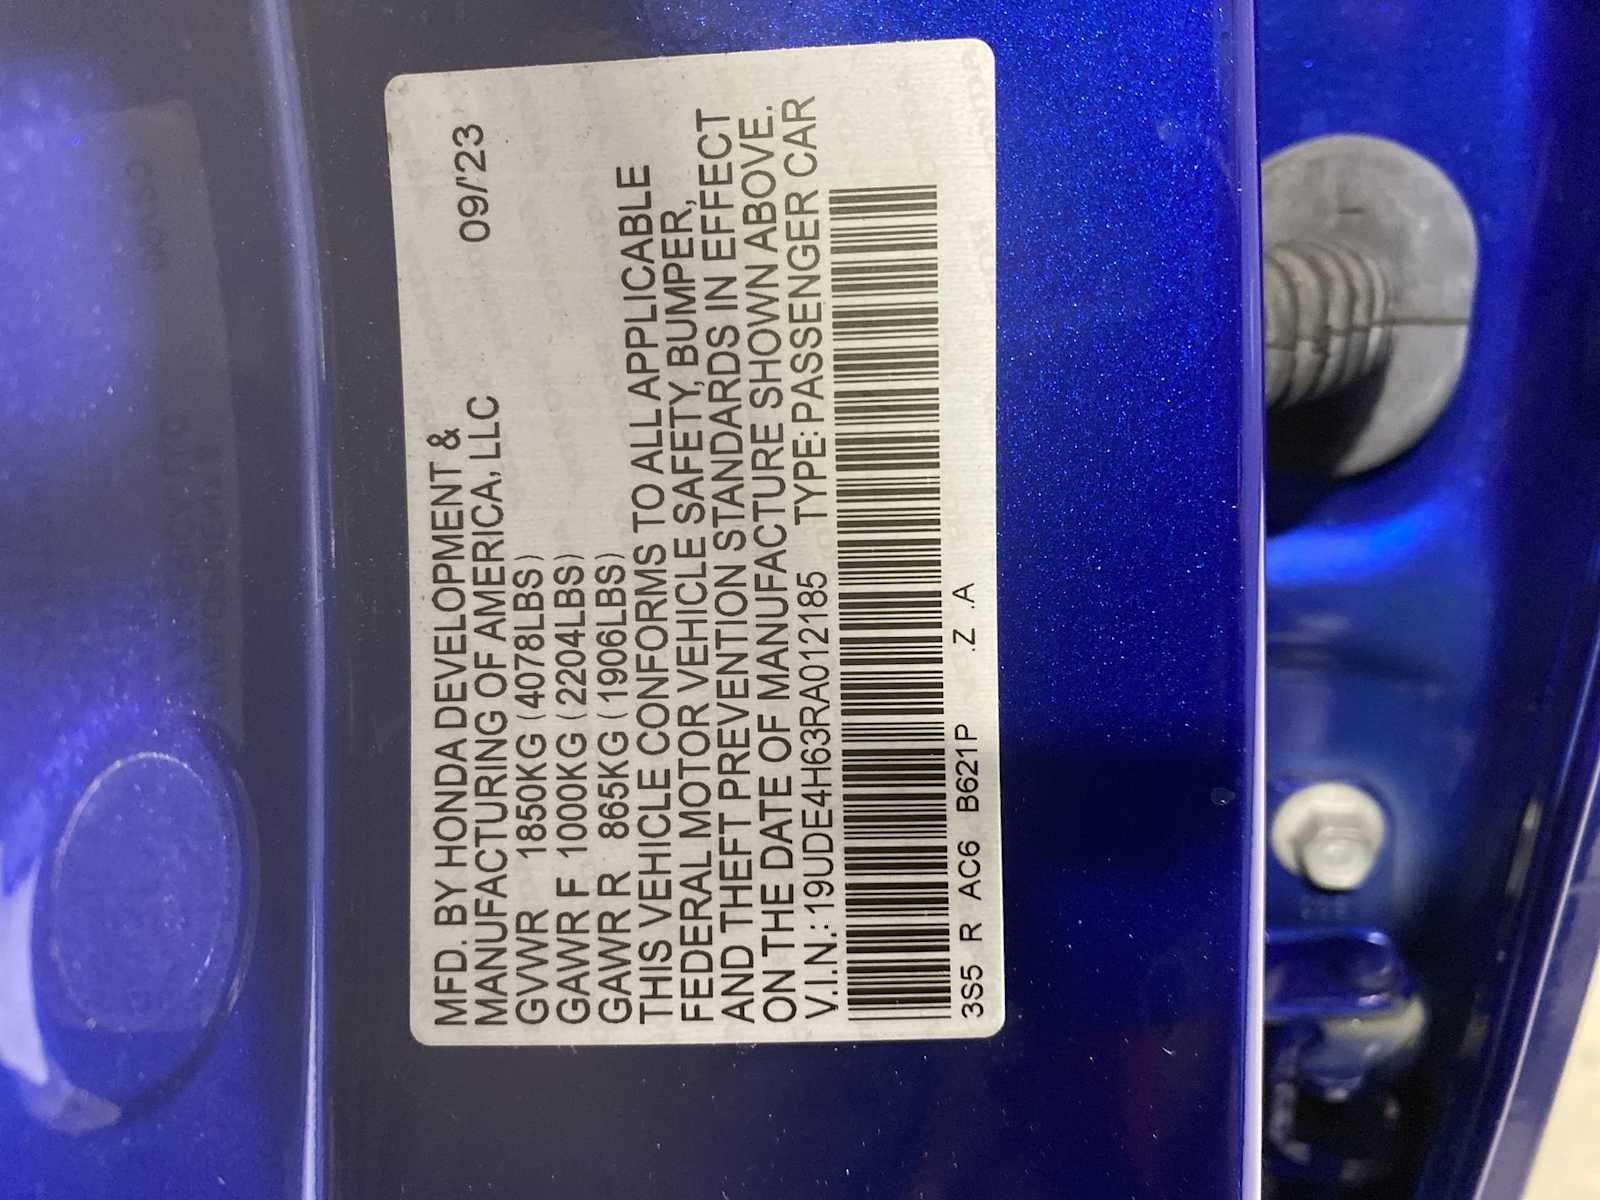 MFD. BY HONDA DEVELOPMENT &
MANUFACTURING OF AMERICA, LLC 09/'23
GVWR 1850KG (4078LBS)
GAWR F 1000KG (2204LBS)
GAWR R 865KG (1906LBS)
THIS VEHICLE CONFORMS TO ALL APPLICABLE
FEDERAL MOTOR VEHICLE SAFETY, BUMPER,
AND THEFT PREVENTION STANDARDS IN EFFECT
ON THE DATE OF MANUFACTURE SHOWN ABOVE.
V.I.N.: 19UDE4H63RA012185 TYPE: PASSENGER CAR
3S5 R AC6 B621P .Z .A